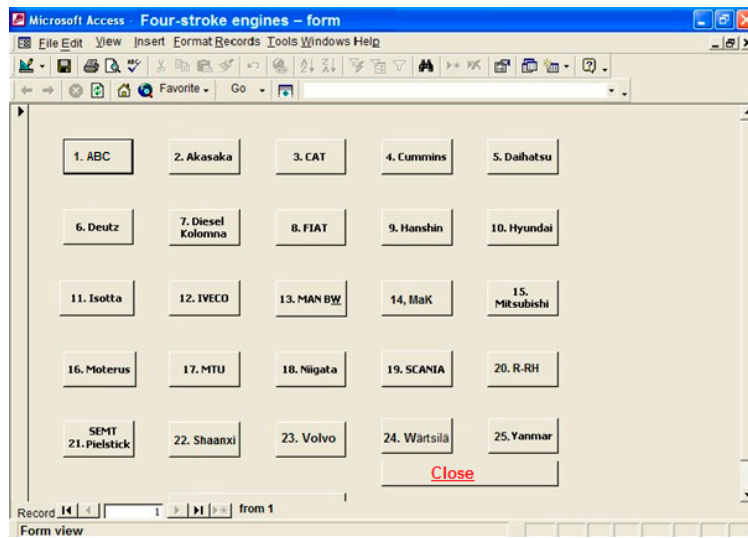 Microsoft Access - Four-stroke engines – form
File Edit View Insert Format Records Tools Windows Help
Favorite Go
1. ABC
2. Akasaka
3. CAT
4. Cummins
5. Daihatsu
6. Deutz
7. Diesel
Kolomna
8. FIAT
9. Hanshin
10. Hyundai
11. Isotta
12. IVECO
13. MAN BW
14, MaK
15.
Mitsubishi
16. Moterus
17. MTU
18. Niigata
19. SCANIA
20. R-RH
SEMT
21. Pielstick
22. Shaanxi
23. Volvo
24. Wärtsilä
25. Yanmar
Close
Record 1 from 1
Form view